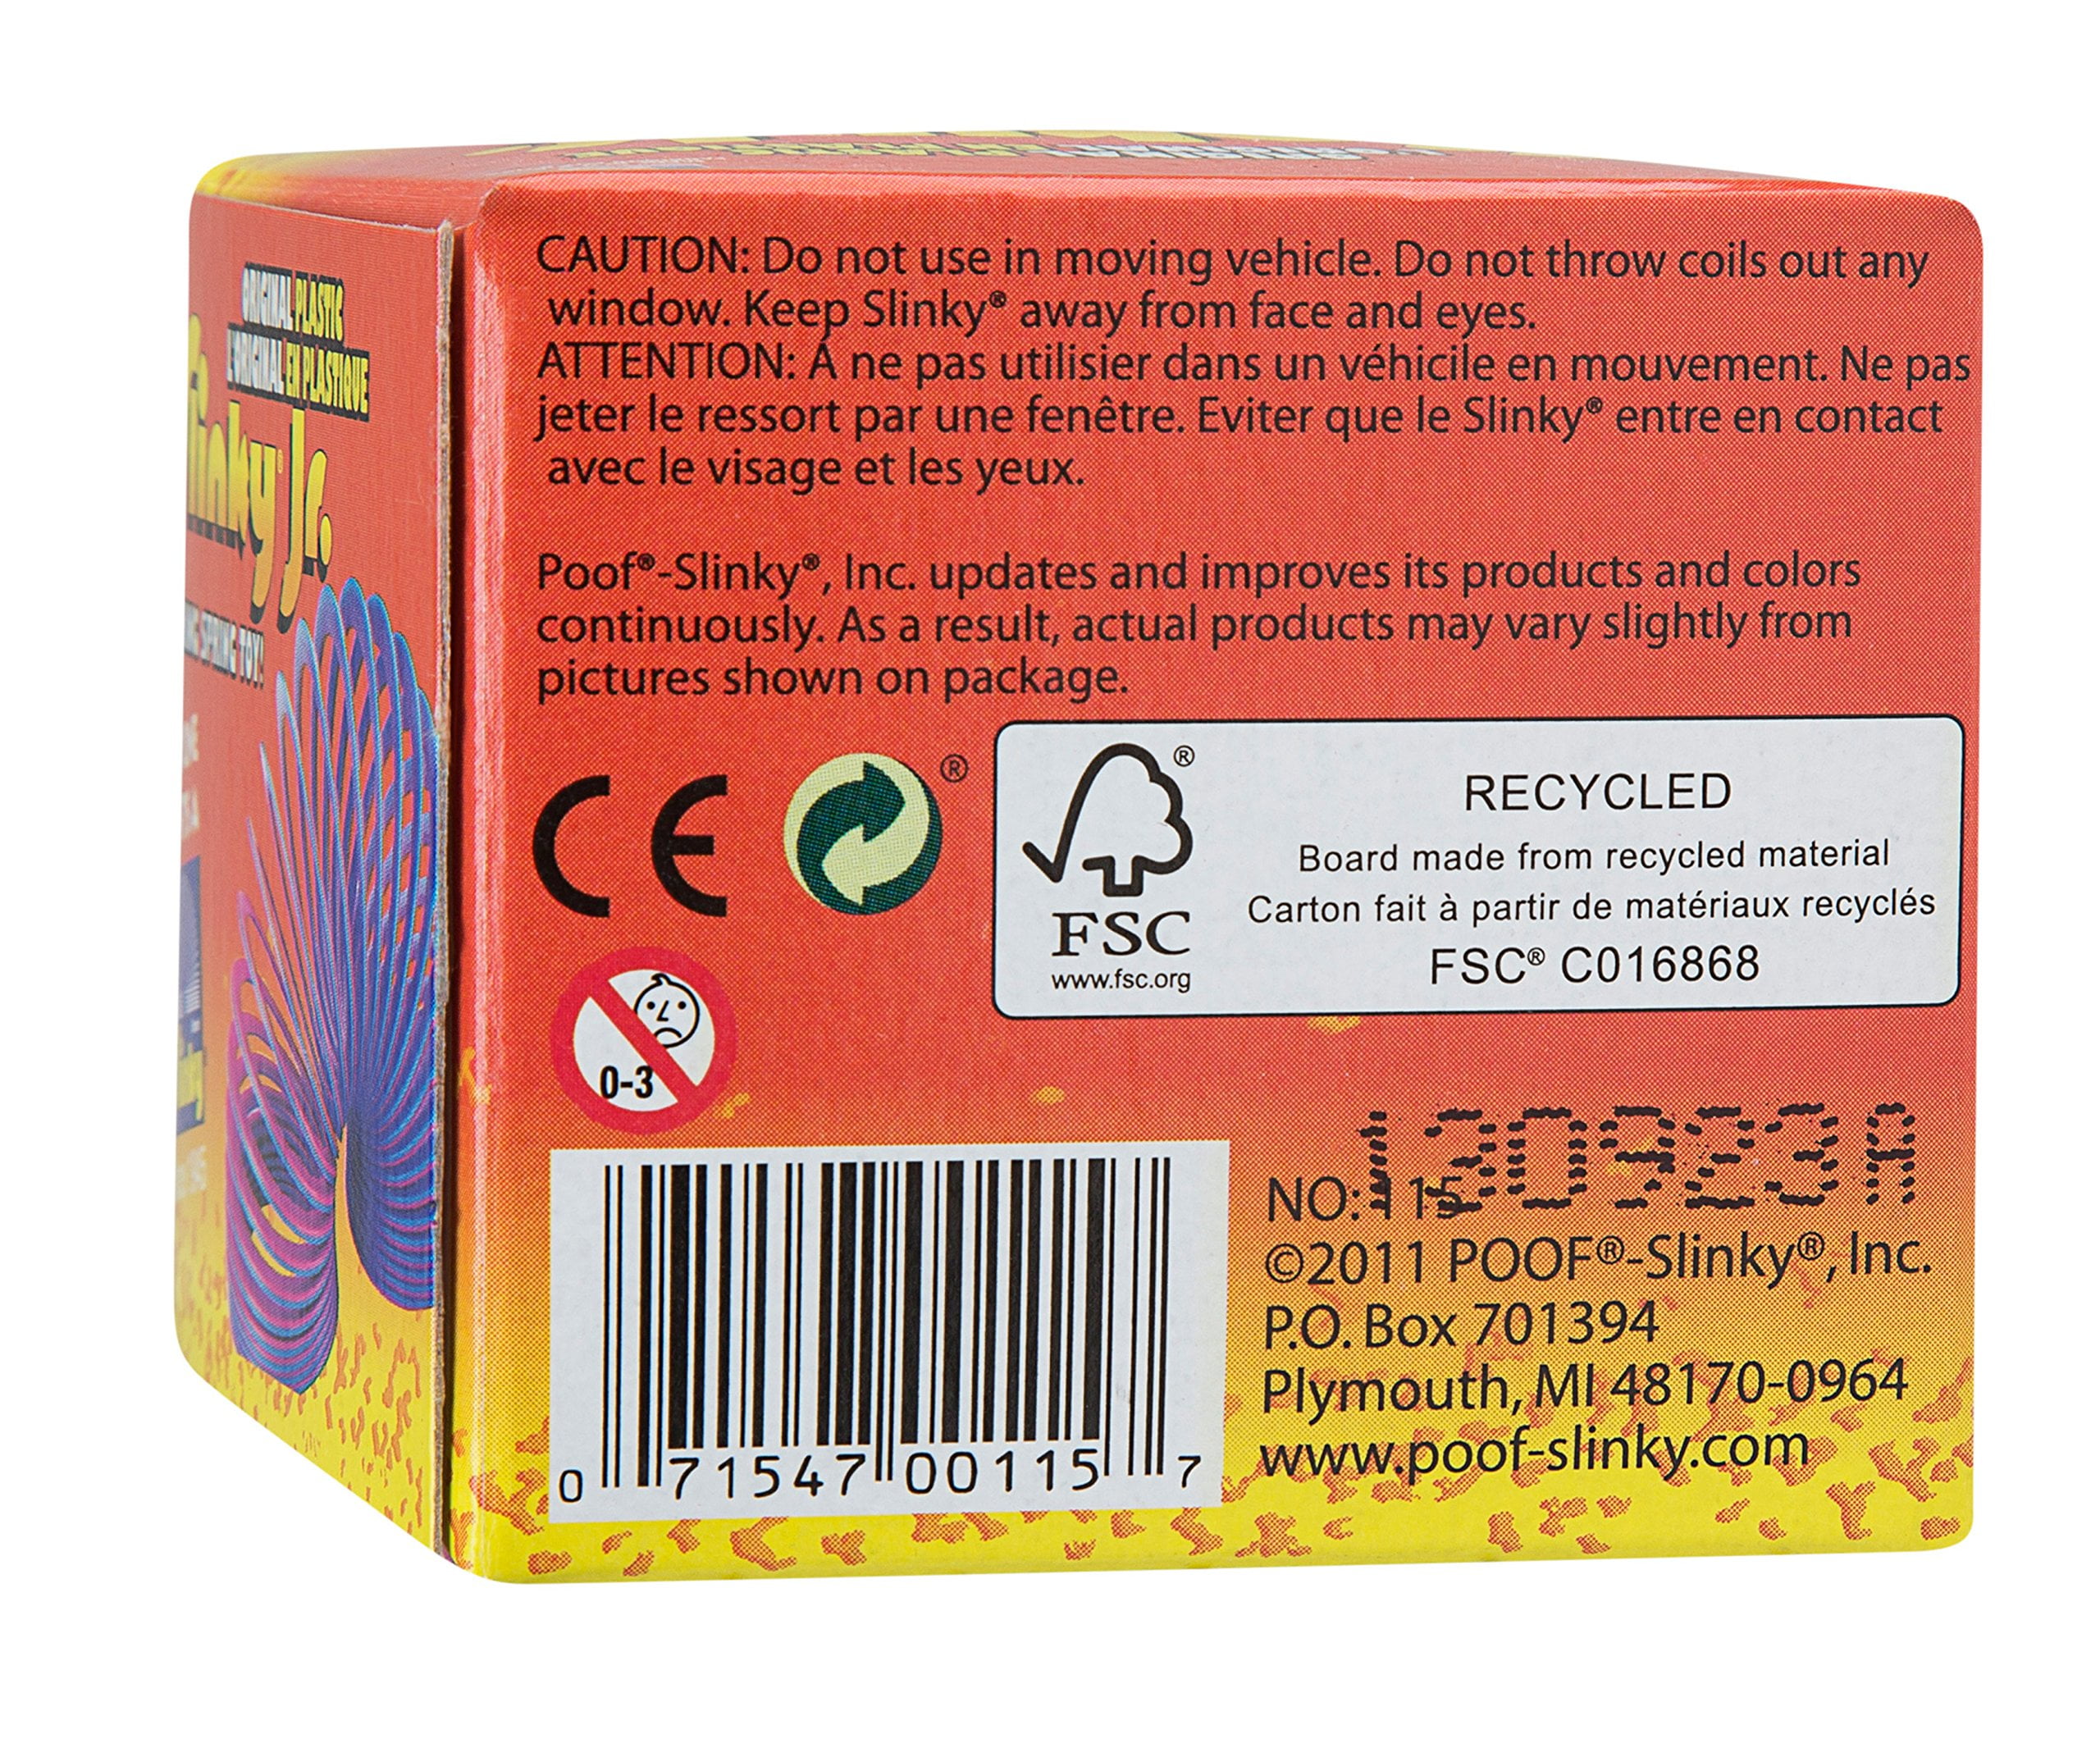 ORIGINAL PLASTIC
L'ORIGINAL EN PLASTIQUE
Slinky Jr.
SPRING TOY!
CAUTION: Do not use in moving vehicle. Do not throw coils out any
window. Keep Slinky® away from face and eyes.
ATTENTION: Á ne pas utilisier dans un véhicile en mouvement. Ne pas
jeter le ressort par une fenêtre. Eviter que le Slinky® entre en contact
avec le visage et les yeux.
Poof®-Slinky®, Inc. updates and improves its products and colors
continuously. As a result, actual products may vary slightly from
pictures shown on package.
CE
®
®
FSC
www.fsc.org
RECYCLED
Board made from recycled material
Carton fait à partir de matériaux recyclés
FSC® C016868
0-3
130923A
NO: 115
©2011 POOF®-Slinky®, Inc.
P.O. Box 701394
Plymouth, MI 48170-0964
www.poof-slinky.com
0 71547 00115 7